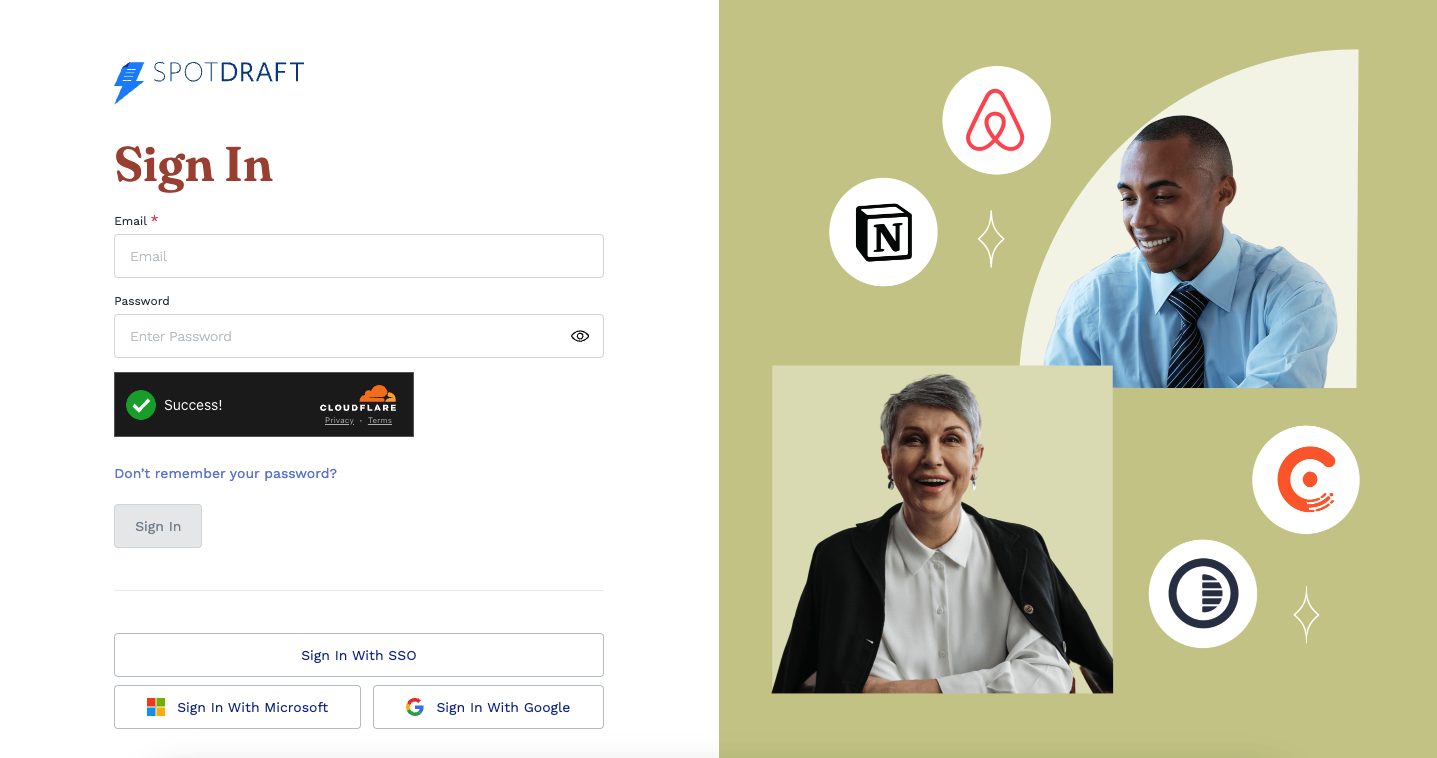 SPOTDRAFT
Sign In
Email *
Email
Password
Enter Password
Success!
CLOUDFLARE
Privacy • Terms
Don't remember your password?
Sign In
Sign In With SSO
Sign In With Microsoft
Sign In With Google
N